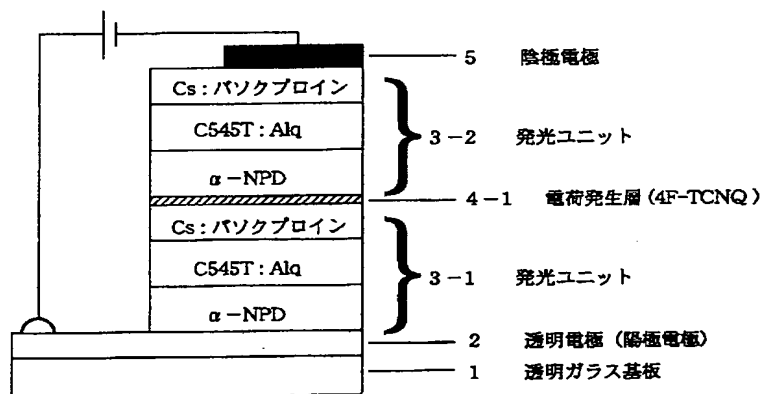 5 陰極電極
Cs：バソクプロイン
C545T：Alq
3－2 発光ユニット
α－NPD
4－1 電荷発生層（4F-TCNQ）
Cs：バソクプロイン
C545T：Alq
3－1 発光ユニット
α－NPD
2 透明電極（陽極電極）
1 透明ガラス基板